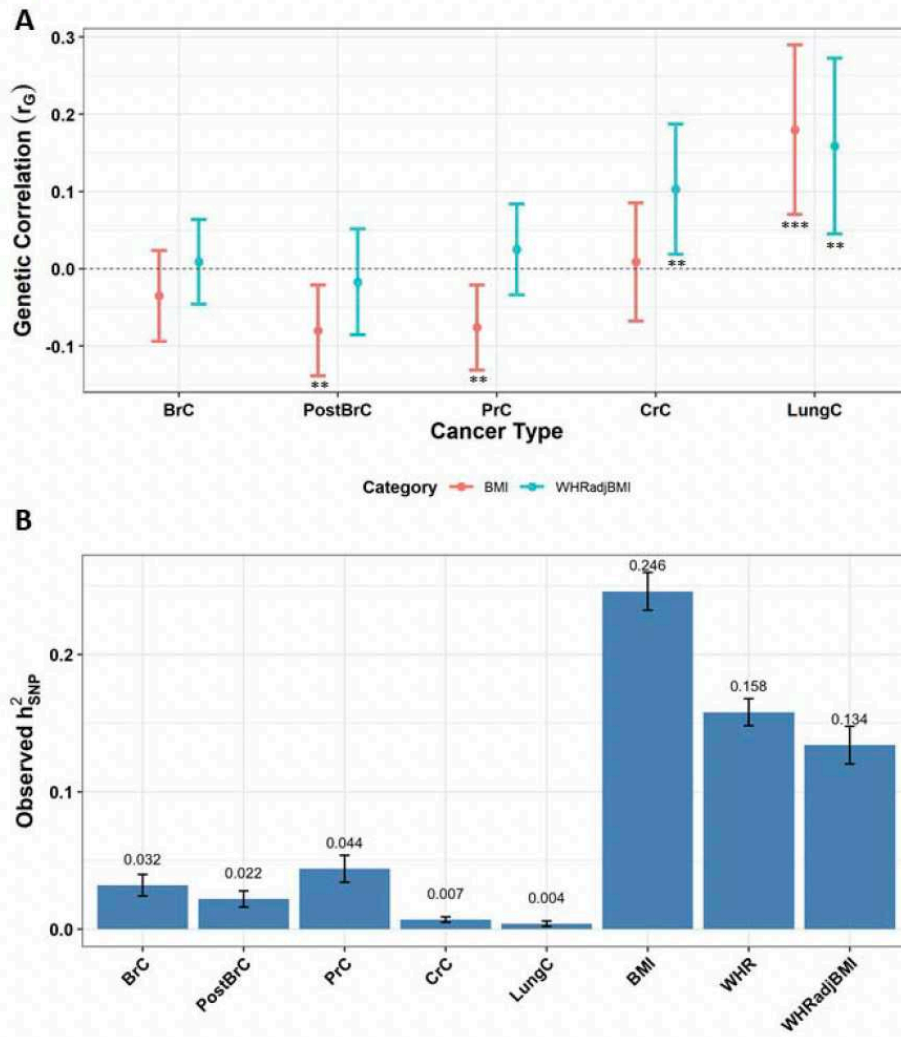 A
Genetic Correlation (rG)
0.3
0.2
0.1
0.0
-0.1
**
**
**
***
**
BrC PostBrC PrC CrC LungC
Cancer Type
Category BMI WHRadjBMI
B
Observed h²SNP
0.2
0.1
0.0
0.032
0.022
0.044
0.007
0.004
0.246
0.158
0.134
BrC PostBrC PrC CrC LungC BMI WHR WHRadjBMI